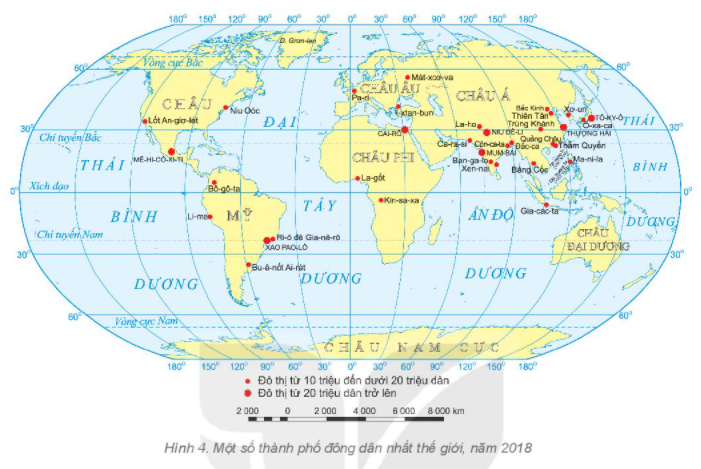 180° 150° 120° 90° 60° 30° 0° 30° 60° 90° 120° 150° 180°
D. Grơn-len
Vòng cực Bắc
60° 60°
CHÂU ÂU
Mát-xcơ-va
Pa-ri
CHÂU Á
CHÂU
Niu Oóc
I-xtan-bun
Bắc Kinh
Xơ-un
Thiên Tân
TÔ-KY-Ô
Trùng Khánh
Ô-xa-ca
Lốt An-giơ-lét
ĐẠI
La-ho
NIU ĐÊ-LI
THƯỢNG HẢI
THÁI
30° 30°
CAI-RÔ
Chí tuyến Bắc
Ca-ra-si
Côn-ca-ta
Quảng Châu
Đắc-ca
Thẩm Quyến
MÊ-HI-CÔ-XI-TI
CHÂU PHI
MUM-BAI
Ma-ni-la
THÁI
Ban-ga-lo
Xen-nai
Băng Cốc
BÌNH
La-gốt
Xích đạo
0° 0°
Bô-gô-ta
Kin-sa-xa
Gia-các-ta
BÌNH
Li-ma
MỸ
TÂY
ẤN ĐỘ
DƯƠNG
Chí tuyến Nam
Ri-ô đê Gia-nê-rô
XAO PAO-LÔ
CHÂU
ĐẠI DƯƠNG
30° 30°
Bu-ê-nốt Ai-rét
DƯƠNG
DƯƠNG
DƯƠNG
60° 60°
Vòng cực Nam
CHÂU NAM CỰC
180° 150° 120° 90° 60° 30° 0° 30° 60° 90° 120° 150° 180°
Đô thị từ 10 triệu đến dưới 20 triệu dân
Đô thị từ 20 triệu dân trở lên
2 000 0 2 000 4 000 6 000 8 000 km
Hình 4. Một số thành phố đông dân nhất thế giới, năm 2018